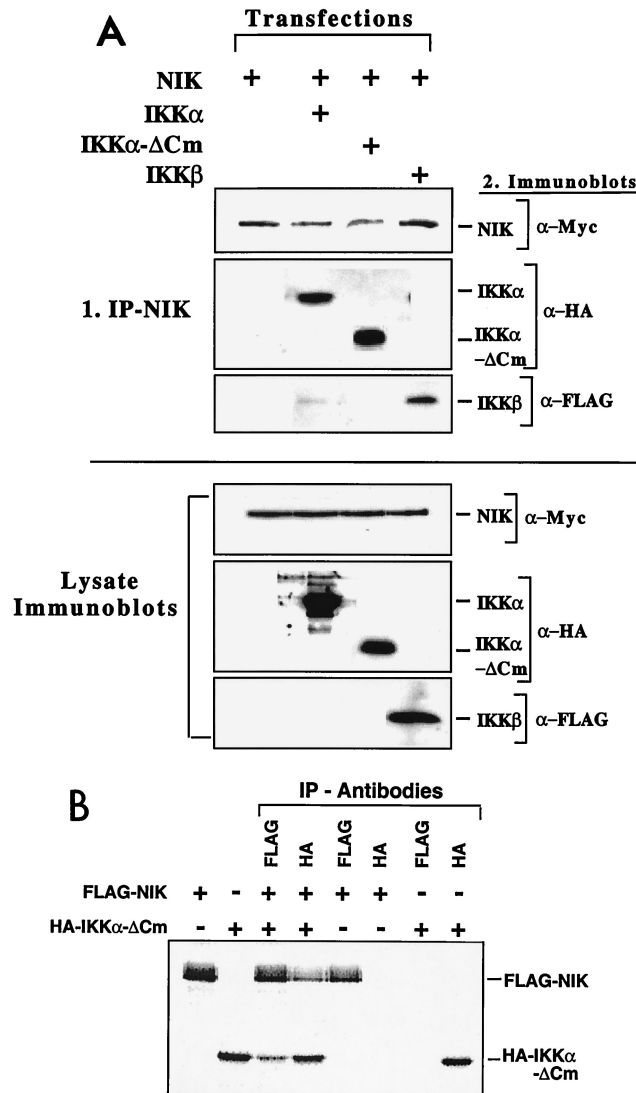 A
Transfections
NIK + + + +
IKKα +
IKKα-ΔCm +
IKKβ +
2. Immunoblots
NIK α-Myc
1. IP-NIK
IKKα
α-HA
IKKα
-ΔCm
IKKβ α-FLAG
NIK α-Myc
Lysate
Immunoblots
IKKα
α-HA
IKKα
-ΔCm
IKKβ α-FLAG
B
IP - Antibodies
FLAG HA FLAG HA FLAG HA
FLAG-NIK + - + + + + - -
HA-IKKα-ΔCm - + + + - - + +
FLAG-NIK
HA-IKKα
-ΔCm